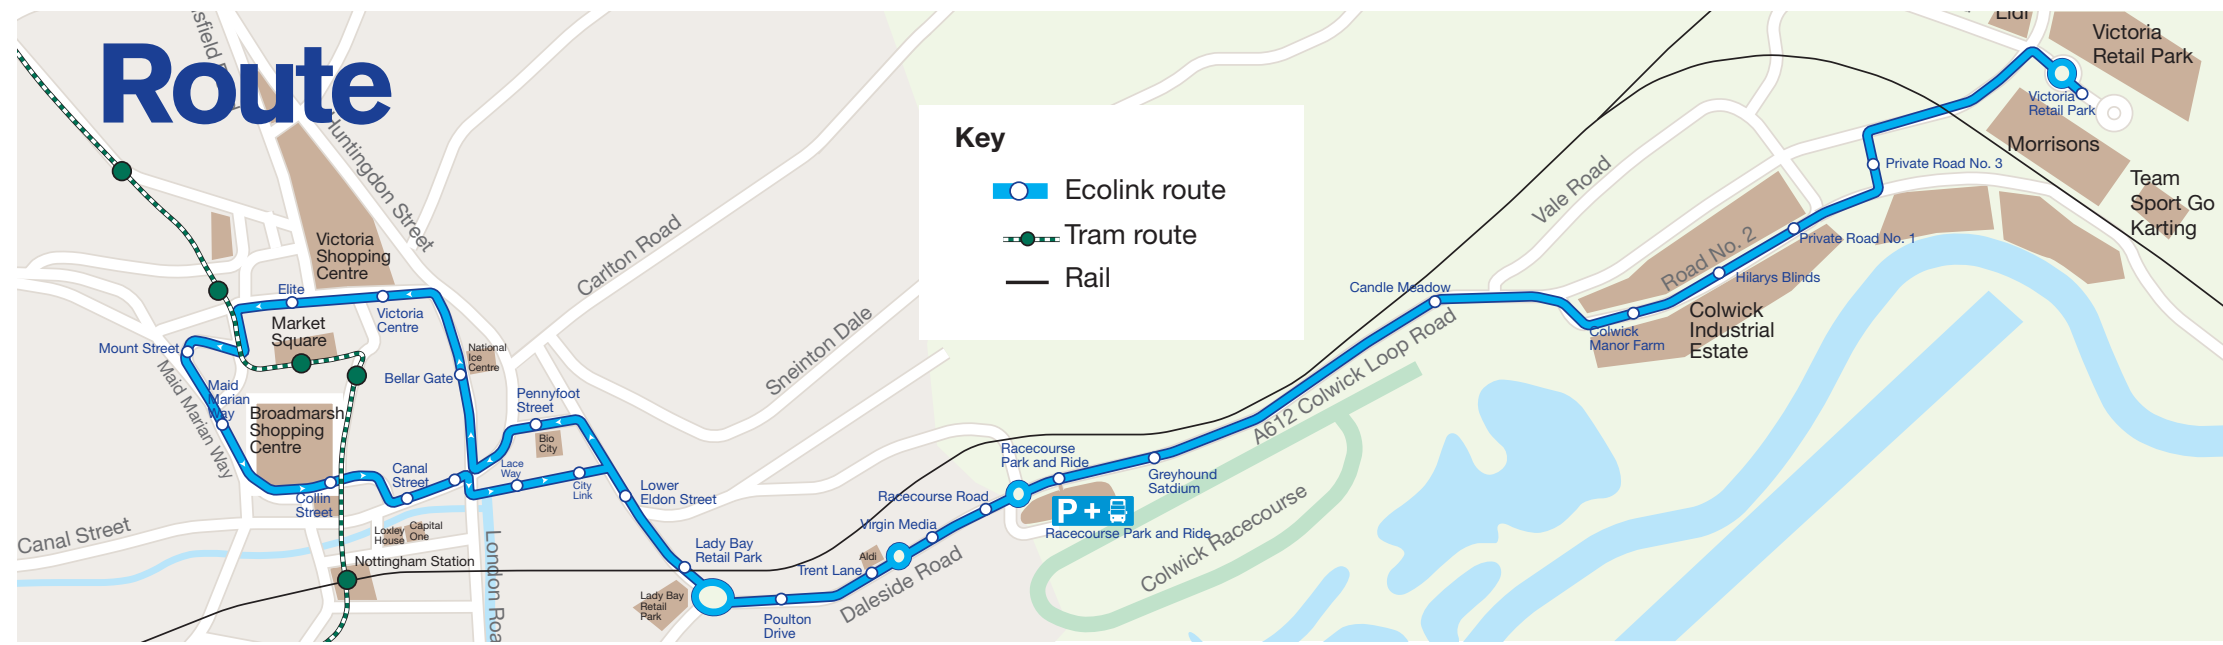 Route
Key
Ecolink route
Tram route
Rail
Huntingdon Street
Victoria
Shopping
Centre
Carlton Road
Sneinton Dale
Elite
Victoria
Centre
Market
Square
Mount Street
Maid
Marian
Way
Maid Marian Way
Broadmarsh
Shopping
Centre
National
Ice
Centre
Bellar Gate
Pennyfoot
Street
Bio
City
Lace
Way
City
Link
Canal
Street
Collin
Street
Canal Street
Loxley
House
Capital
One
Nottingham Station
London Roa
Lower
Eldon Street
Lady Bay
Retail Park
Lady Bay
Retail
Park
Poulton
Drive
Trent Lane
Aldi
Daleside Road
Virgin Media
Racecourse Road
Racecourse
Park and Ride
P+
Racecourse Park and Ride
Greyhound
Satdium
Colwick Racecourse
A612 Colwick Loop Road
Candle Meadow
Vale Road
Road No. 2
Colwick
Manor Farm
Colwick
Industrial
Estate
Hilarys Blinds
Private Road No. 1
Private Road No. 3
Lidl
Victoria
Retail Park
Victoria
Retail Park
Morrisons
Team
Sport Go
Karting